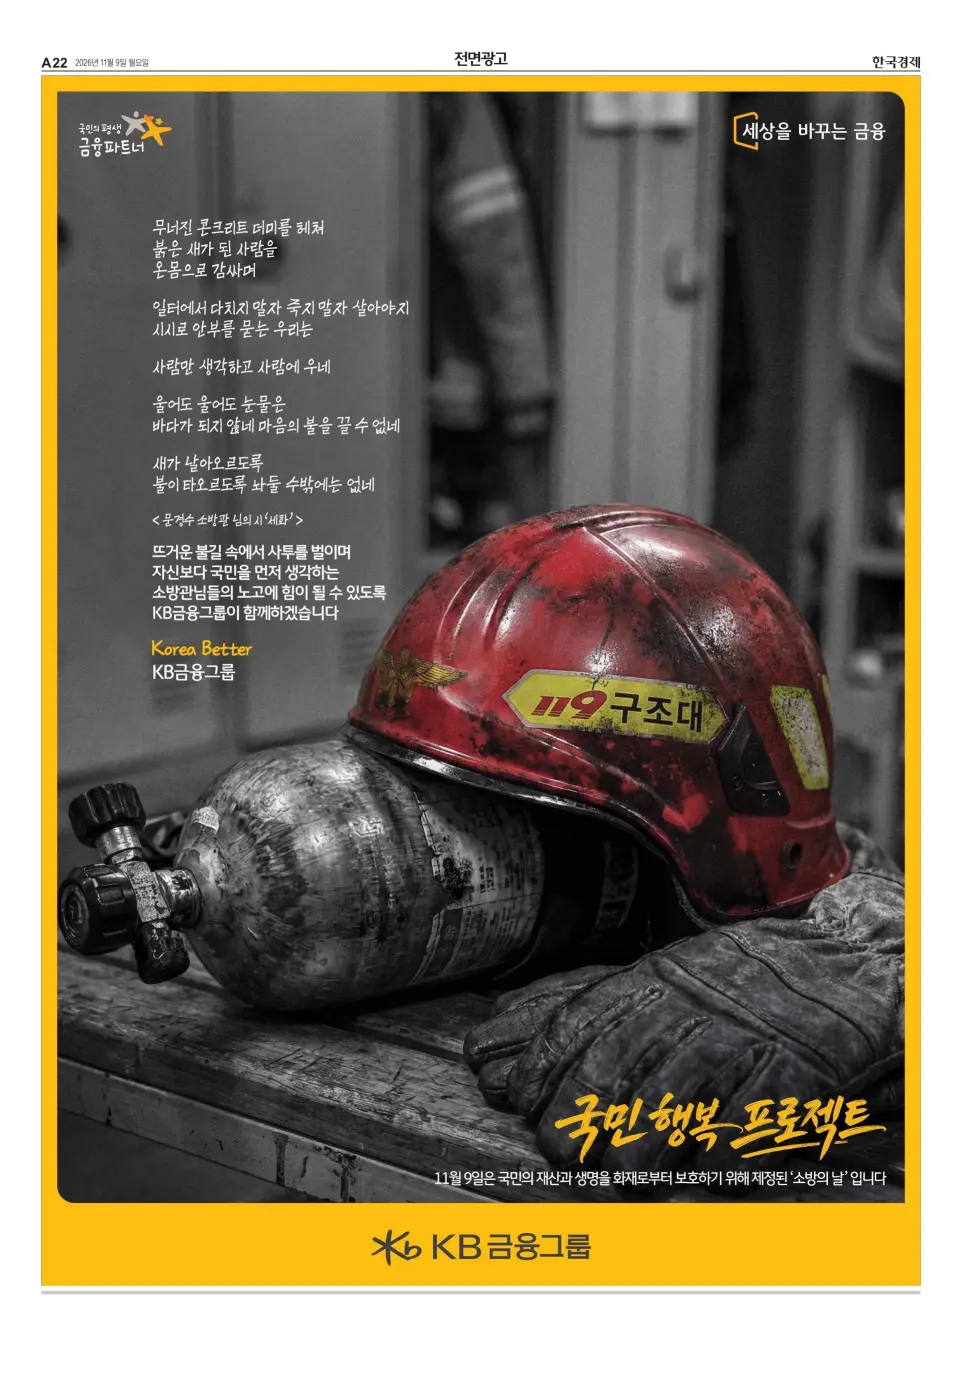 A22 2026년 11월 9일 월요일
전면광고
한국경제
국민의 평생
금융파트너
세상을 바꾸는 금융
무너진 콘크리트 더미를 헤쳐
붉은 새가 된 사람을
온몸으로 감싸며
일터에서 다치지 말자 죽지 말자 살아야지
시시로 안부를 묻는 우리는
사람만 생각하고 사람에 우네
울어도 울어도 눈물은
바다가 되지 않네 마음의 불을 끌 수 없네
새가 날아오르도록
불이 타오르도록 놔둘 수밖에는 없네
< 문경수 소방관 님의 시 ‘세화’ >
뜨거운 불길 속에서 사투를 벌이며
자신보다 국민을 먼저 생각하는
소방관님들의 노고에 힘이 될 수 있도록
KB금융그룹이 함께하겠습니다
Korea Better
KB금융그룹
119구조대
국민 행복 프로젝트
11월 9일은 국민의 재산과 생명을 화재로부터 보호하기 위해 제정된 ‘소방의 날’ 입니다
Kb KB금융그룹